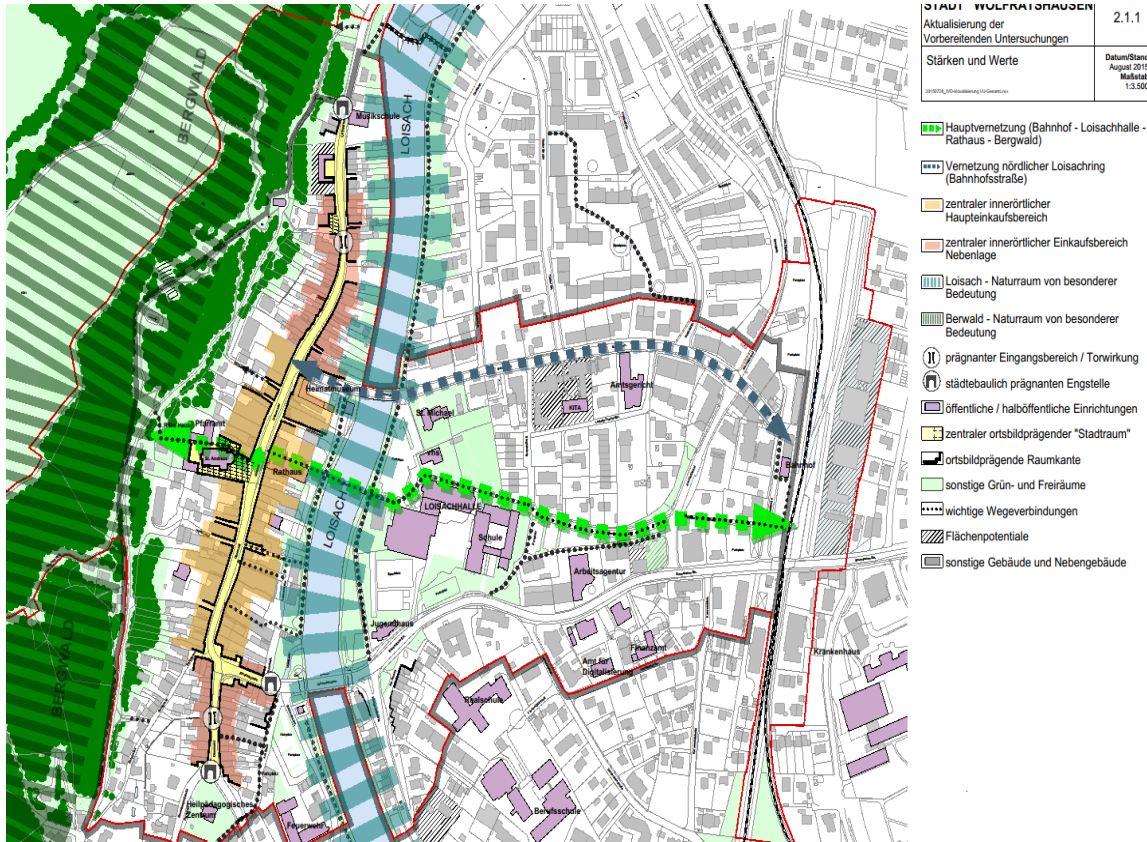 STADT WOLFRATSHAUSEN
Aktualisierung der
Vorbereitenden Untersuchungen
2.1.1
Stärken und Werte
Datum/Stand
August 2015
Maßstab
1:3.500
Hauptvernetzung (Bahnhof - Loisachhalle -
Rathaus - Bergwald)
Vernetzung nördlicher Loisachring
(Bahnhofstraße)
zentraler innerörtlicher
Haupteinkaufsbereich
zentraler innerörtlicher Einkaufsbereich
Nebenlage
Loisach - Naturraum von besonderer
Bedeutung
Berwald - Naturraum von besonderer
Bedeutung
prägnanter Eingangsbereich / Torwirkung
städtebaulich prägnanten Engstelle
öffentliche / halböffentliche Einrichtungen
zentraler ortsbildprägender "Stadtraum"
ortsbildprägende Raumkante
sonstige Grün- und Freiräume
wichtige Wegeverbindungen
Flächenpotentiale
sonstige Gebäude und Nebengebäude
BERGWALD
LOISACH
Musikschule
Heimatmuseum
Amtsgericht
KITA
St. Michael
Pfarramt
St. Andreas
Rathaus
vhs
Bahnhof
LOISACHHALLE
LOISACH
Schule
Arbeitsagentur
Jugendhaus
Finanzamt
Amt für
Digitalisierung
Krankenhaus
BERGWALD
Realschule
Berufsschule
Heilpädagogisches
Zentrum
Feuerwehr